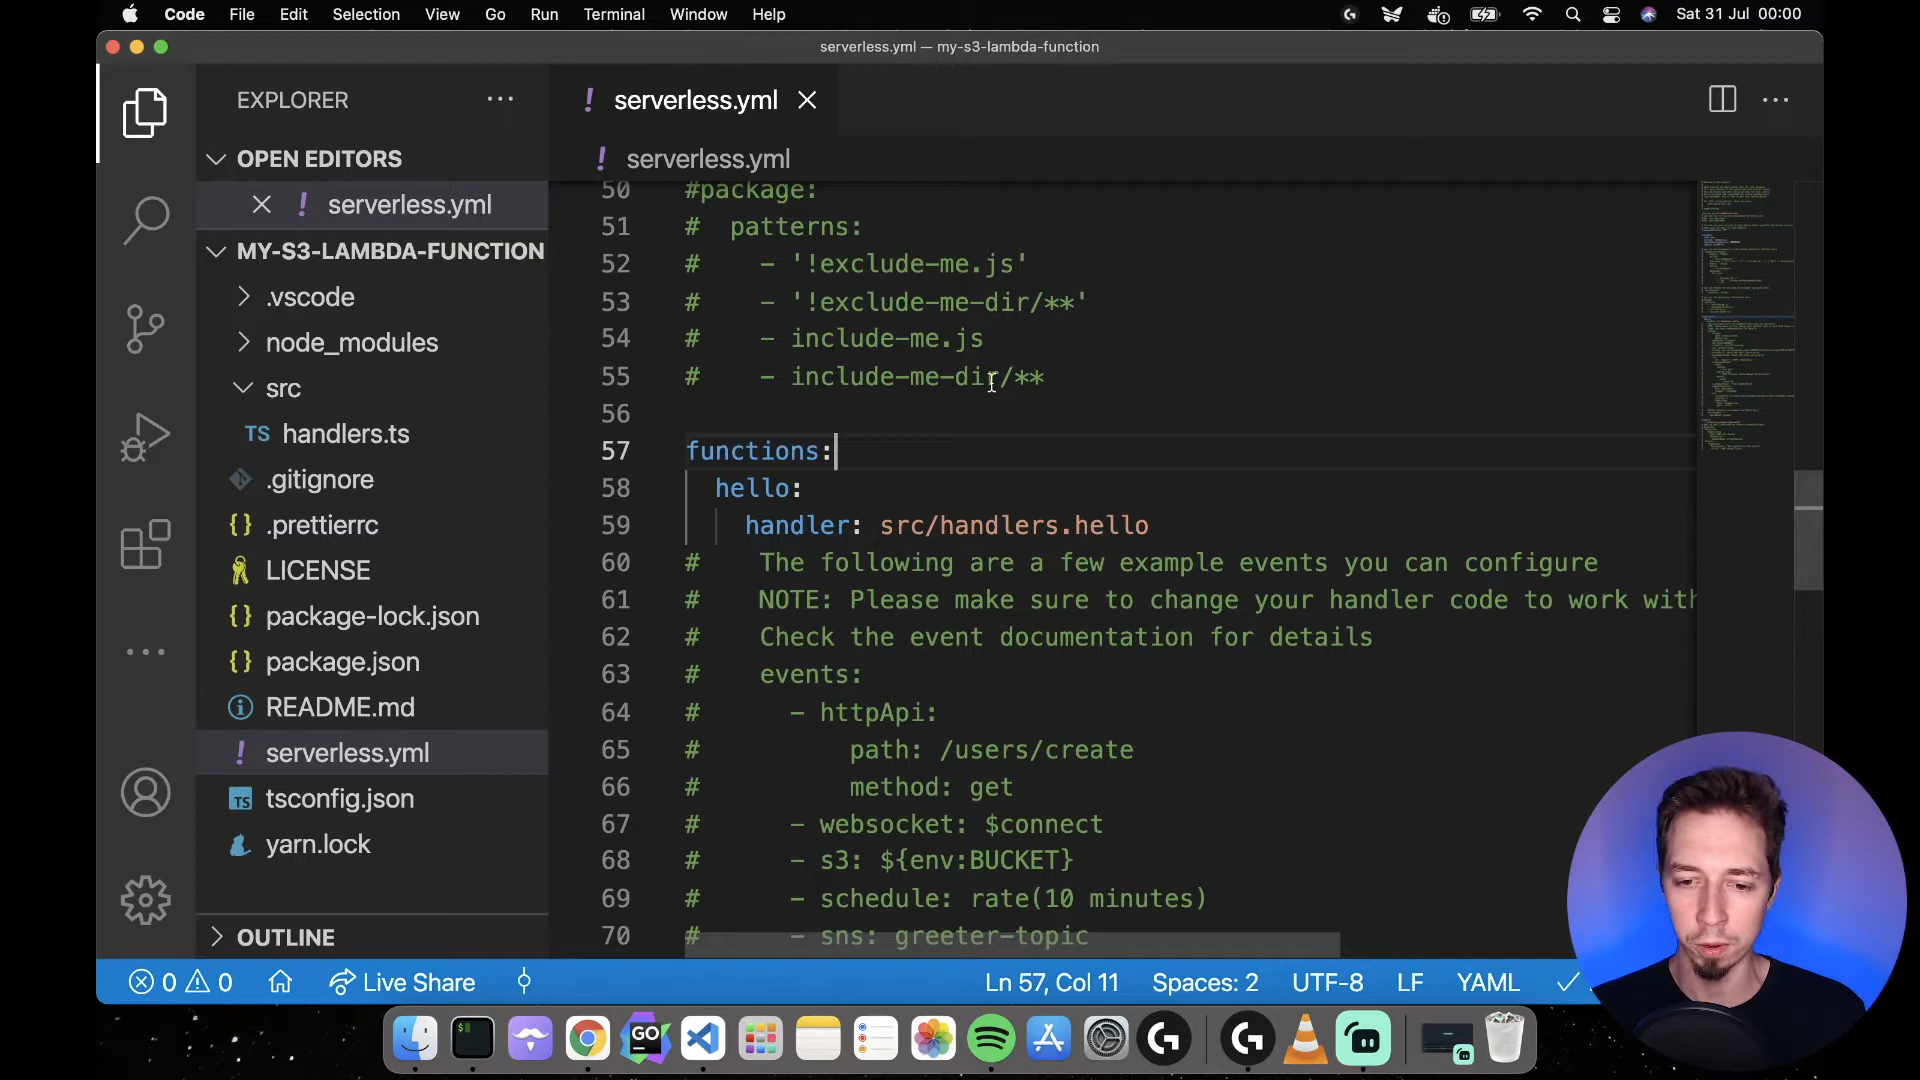 Code File Edit Selection View Go Run Terminal Window Help Sat 31 Jul 00:00
serverless.yml — my-s3-lambda-function
EXPLORER
OPEN EDITORS
! serverless.yml
MY-S3-LAMBDA-FUNCTION
.vscode
node_modules
src
TS handlers.ts
.gitignore
{} .prettierrc
LICENSE
{} package-lock.json
{} package.json
README.md
! serverless.yml
TS tsconfig.json
yarn.lock
OUTLINE
! serverless.yml
! serverless.yml
50 #package:
51 #  patterns:
52 #    - '!exclude-me.js'
53 #    - '!exclude-me-dir/**'
54 #    - include-me.js
55 #    - include-me-dir/**
56
57 functions:
58   hello:
59     handler: src/handlers.hello
60 #    The following are a few example events you can configure
61 #    NOTE: Please make sure to change your handler code to work with
62 #    Check the event documentation for details
63 #    events:
64 #      - httpApi:
65 #          path: /users/create
66 #          method: get
67 #      - websocket: $connect
68 #      - s3: ${env:BUCKET}
69 #      - schedule: rate(10 minutes)
70 #      - sns: greeter-topic
0 0 Live Share Ln 57, Col 11 Spaces: 2 UTF-8 LF YAML
$
GO